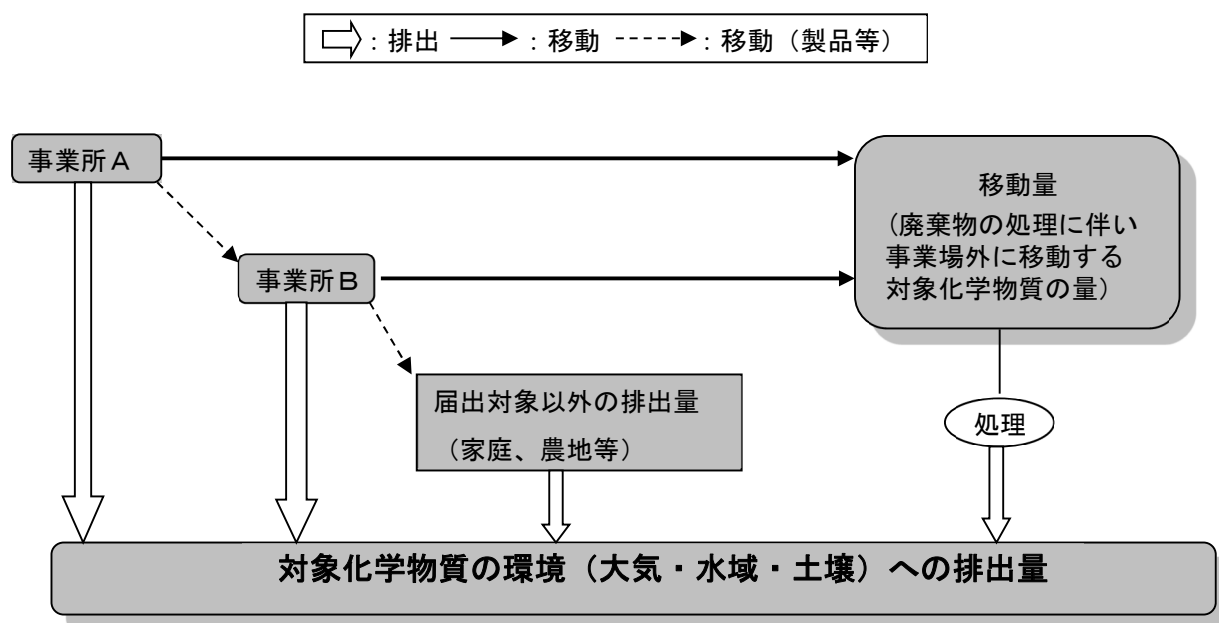 ：排出 ：移動 ：移動（製品等）
事業所Ａ
移動量
（廃棄物の処理に伴い
事業場外に移動する
対象化学物質の量）
事業所Ｂ
届出対象以外の排出量
（家庭、農地等）
処理
対象化学物質の環境（大気・水域・土壌）への排出量